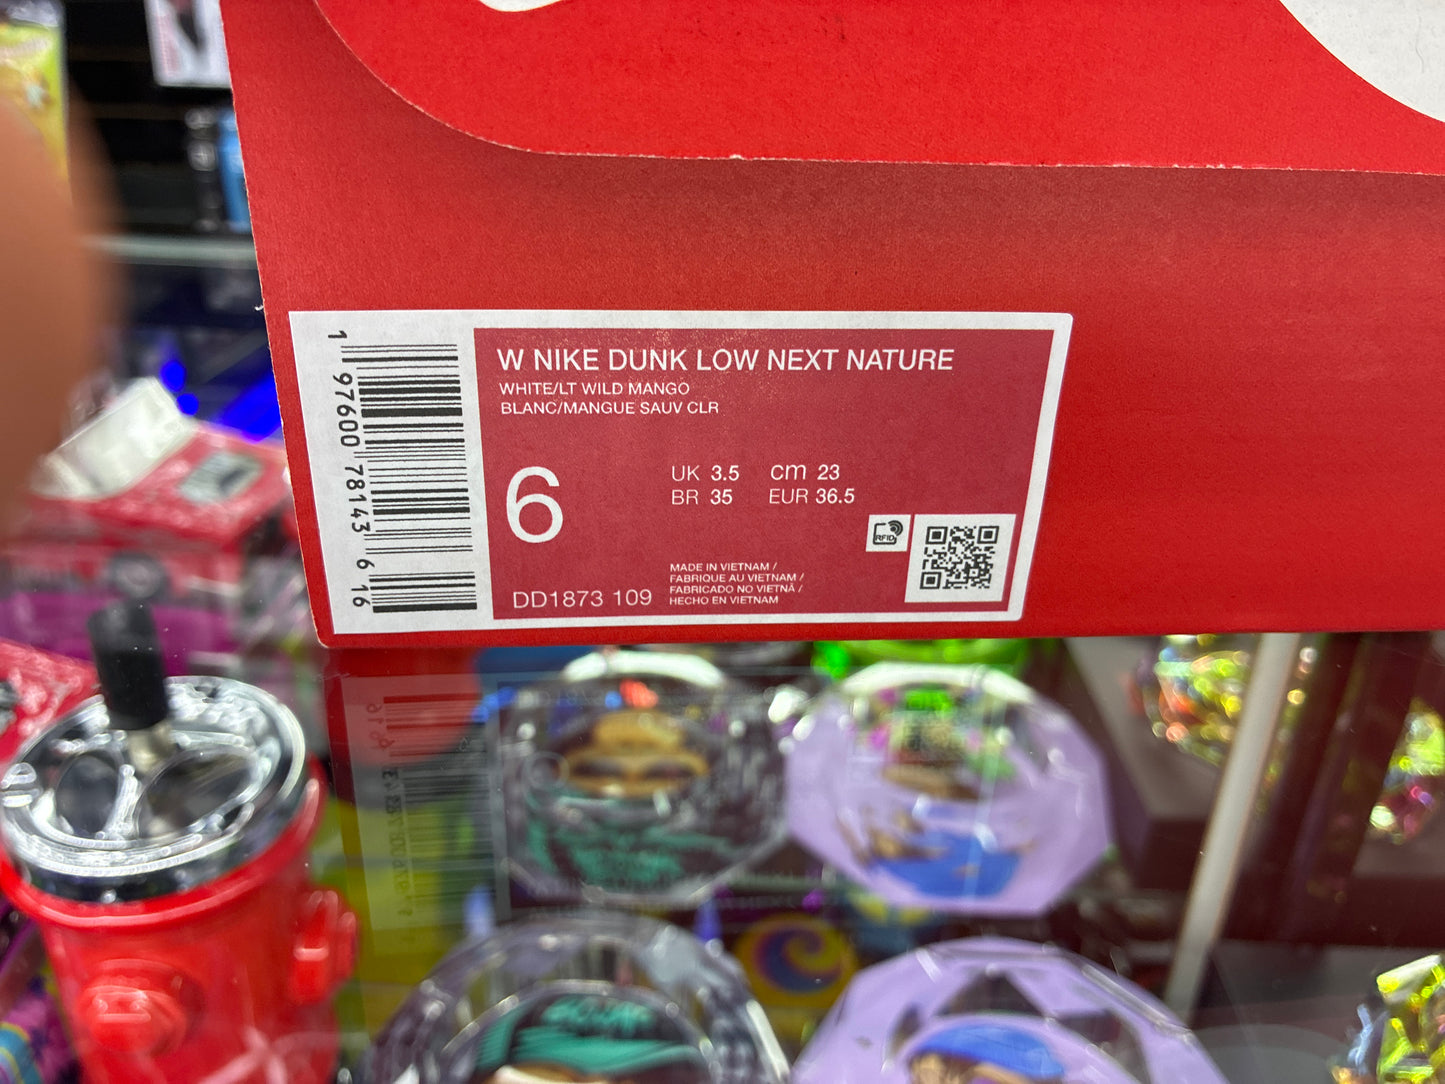 W NIKE DUNK LOW NEXT NATURE
WHITE/LT WILD MANGO
BLANC/MANGUE SAUV CLR
6
UK 3.5 cm 23
BR 35 EUR 36.5
RFID
DD1873 109
MADE IN VIETNAM /
FABRIQUE AU VIETNAM /
FABRICADO NO VIETNÃ /
HECHO EN VIETNAM
1 97600 78143 6 16